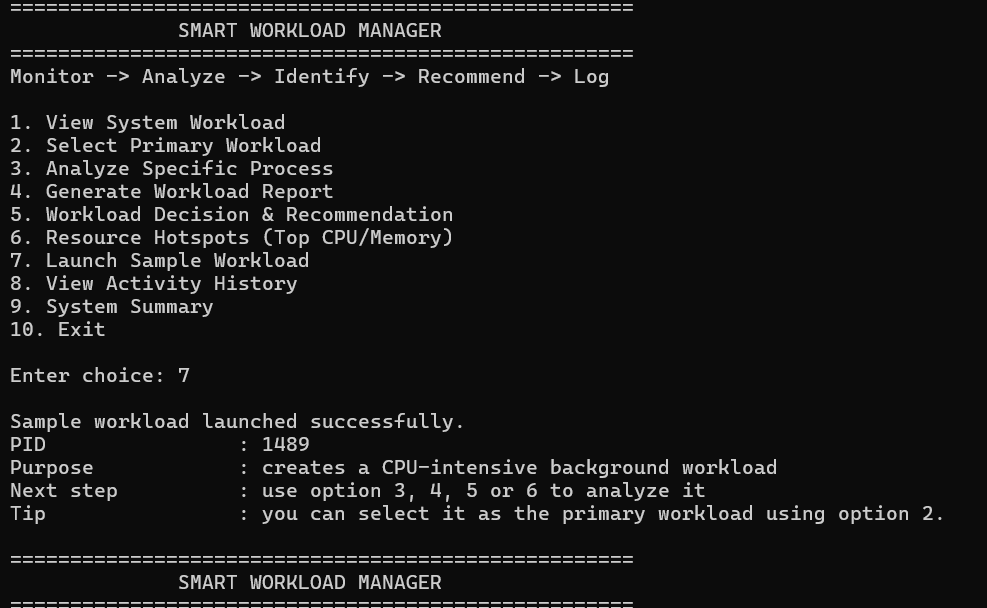 ====================================================
SMART WORKLOAD MANAGER
====================================================
Monitor -> Analyze -> Identify -> Recommend -> Log
1. View System Workload
2. Select Primary Workload
3. Analyze Specific Process
4. Generate Workload Report
5. Workload Decision & Recommendation
6. Resource Hotspots (Top CPU/Memory)
7. Launch Sample Workload
8. View Activity History
9. System Summary
10. Exit
Enter choice: 7
Sample workload launched successfully.
PID                : 1489
Purpose            : creates a CPU-intensive background workload
Next step          : use option 3, 4, 5 or 6 to analyze it
Tip                : you can select it as the primary workload using option 2.
====================================================
SMART WORKLOAD MANAGER
====================================================